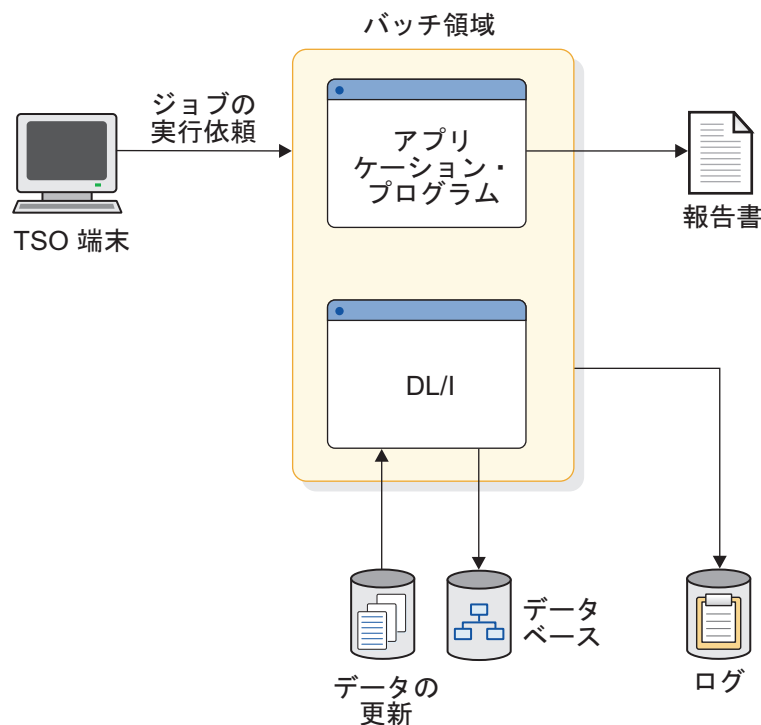 バッチ領域
ジョブの
実行依頼
アプリ
ケーション・
プログラム
TSO 端末
報告書
DL/I
データ
ベース
データの
更新
ログ